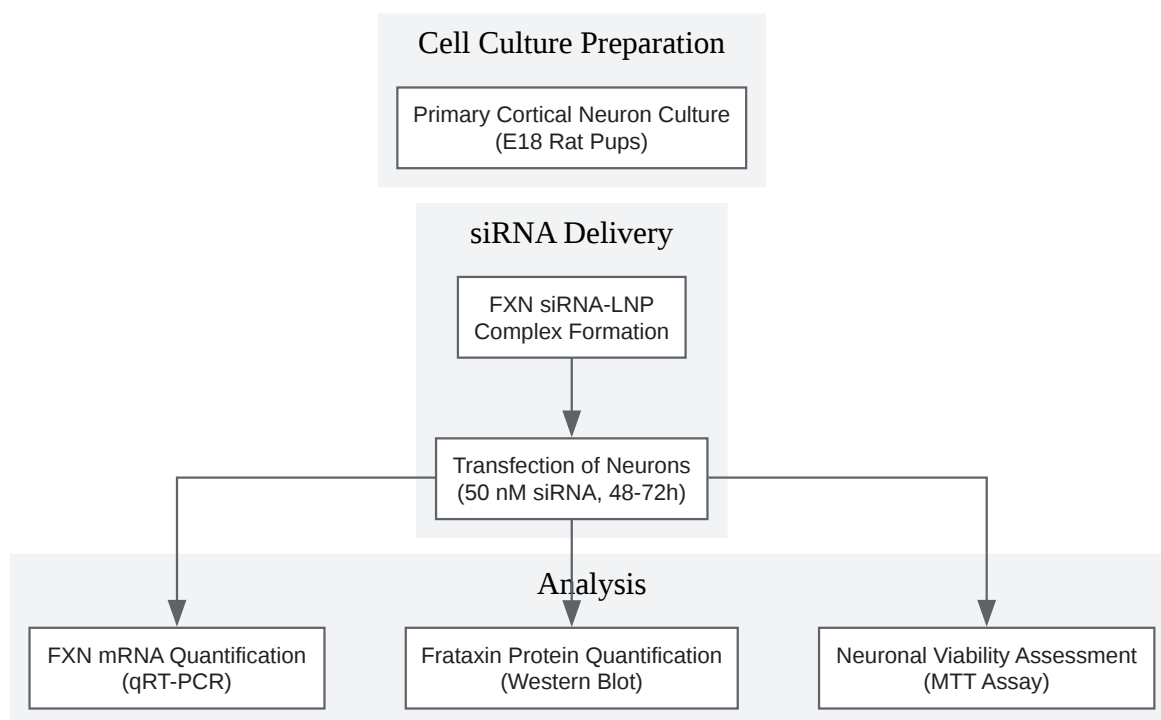 Cell Culture Preparation
Primary Cortical Neuron Culture
(E18 Rat Pups)
siRNA Delivery
FXN siRNA-LNP
Complex Formation
Transfection of Neurons
(50 nM siRNA, 48-72h)
Analysis
FXN mRNA Quantification
(qRT-PCR)
Frataxin Protein Quantification
(Western Blot)
Neuronal Viability Assessment
(MTT Assay)